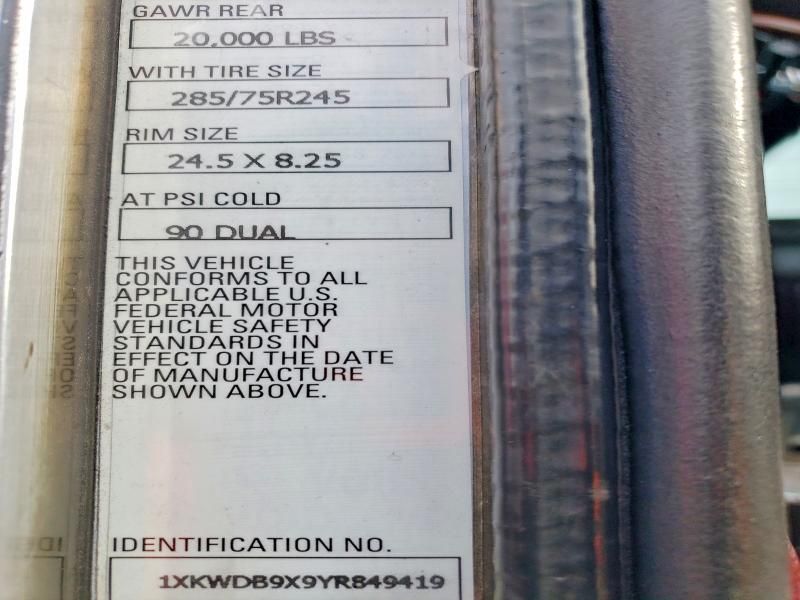 GAWR REAR
20,000 LBS
WITH TIRE SIZE
285/75R245
RIM SIZE
24.5 X 8.25
AT PSI COLD
90 DUAL
THIS VEHICLE
CONFORMS TO ALL
APPLICABLE U.S.
FEDERAL MOTOR
VEHICLE SAFETY
STANDARDS IN
EFFECT ON THE DATE
OF MANUFACTURE
SHOWN ABOVE.
IDENTIFICATION NO.
1XKWDB9X9YR849419